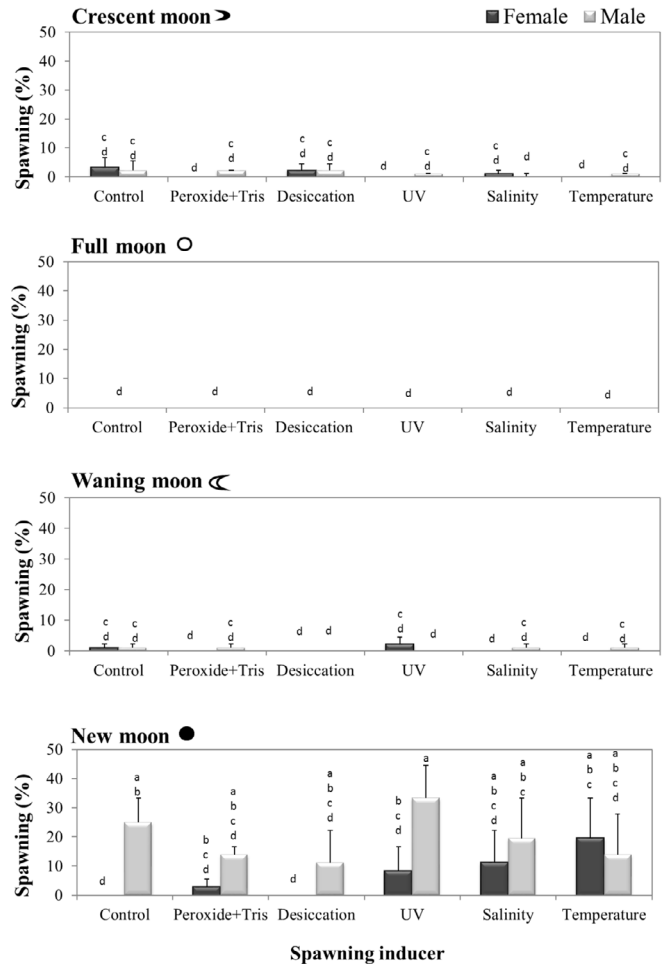 Crescent moon
Female Male
50
40
30
20
10
0
Spawning (%)
c c c c c c c d c
d d d d d d d d d d
Control Peroxide+Tris Desiccation UV Salinity Temperature
Full moon
50
40
30
20
10
0
Spawning (%)
d d d d d d
Control Peroxide+Tris Desiccation UV Salinity Temperature
Waning moon
50
40
30
20
10
0
Spawning (%)
c c c c c c
d d d d d d d d d d d d
Control Peroxide+Tris Desiccation UV Salinity Temperature
New moon
50
40
30
20
10
0
Spawning (%)
d
a
b
b
c
d
a
b
c
d
d
a
b
c
d
b
c
d
a
a
b
c
d
a
b
c
a
b
c
a
b
c
d
Control Peroxide+Tris Desiccation UV Salinity Temperature
Spawning inducer